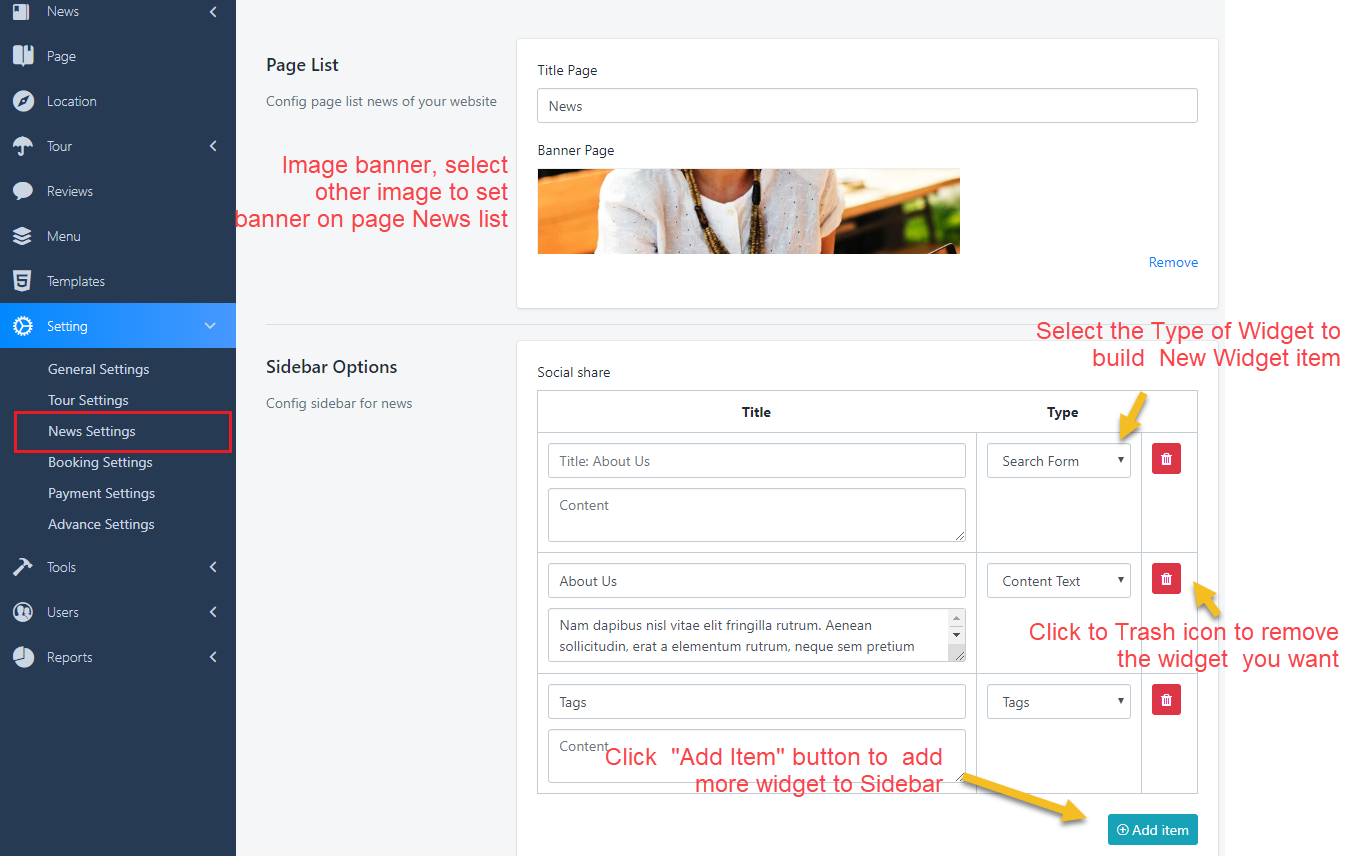 News
Page
Location
Tour
Reviews
Menu
Templates
Setting
General Settings
Tour Settings
News Settings
Booking Settings
Payment Settings
Advance Settings
Tools
Users
Reports
Page List
Config page list news of your website
Image banner, select
other image to set
banner on page News list
Title Page
News
Banner Page
Remove
Sidebar Options
Config sidebar for news
Select the Type of Widget to
build  New Widget item
Social share
Title Type
Title: About Us Search Form
Content
About Us Content Text
Nam dapibus nisl vitae elit fringilla rutrum. Aenean
sollicitudin, erat a elementum rutrum, neque sem pretium
Click to Trash icon to remove
the widget  you want
Tags Tags
Content
Click  "Add Item" button to  add
more widget to Sidebar
Add item